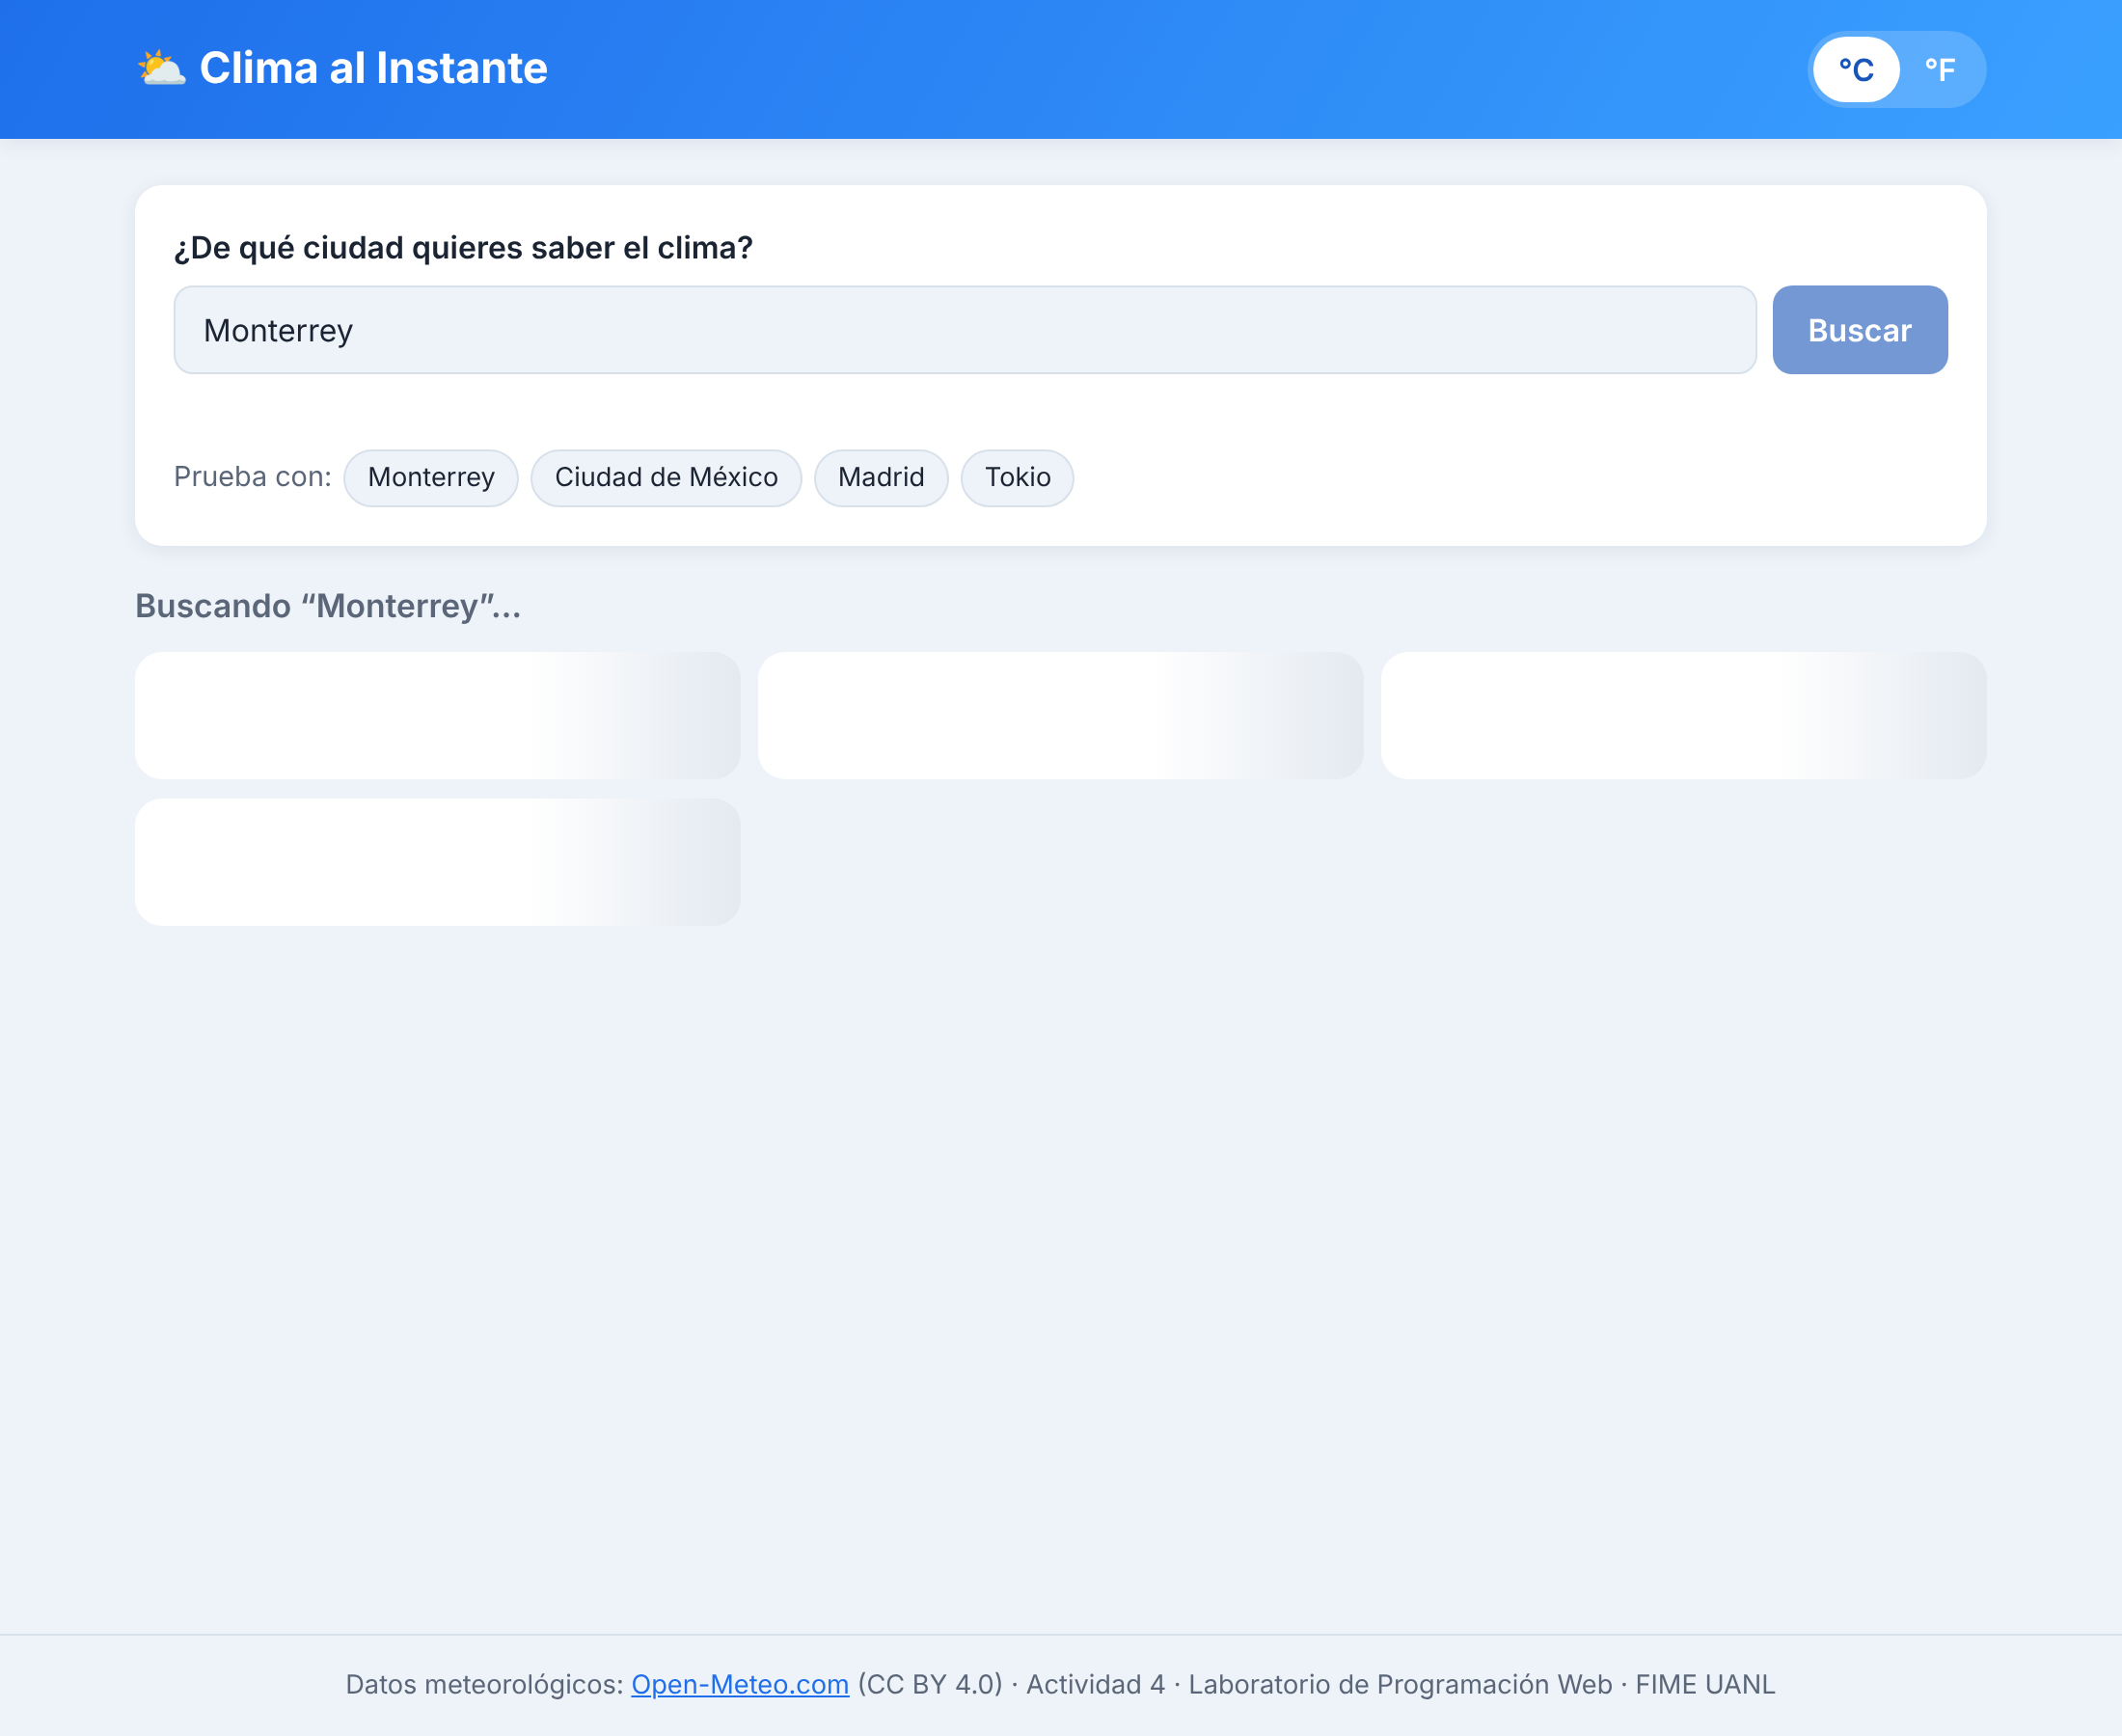 ⛅ Clima al Instante
°C °F
¿De qué ciudad quieres saber el clima?
Monterrey
Buscar
Prueba con: Monterrey Ciudad de México Madrid Tokio
Buscando “Monterrey”…
Datos meteorológicos: Open-Meteo.com (CC BY 4.0) · Actividad 4 · Laboratorio de Programación Web · FIME UANL